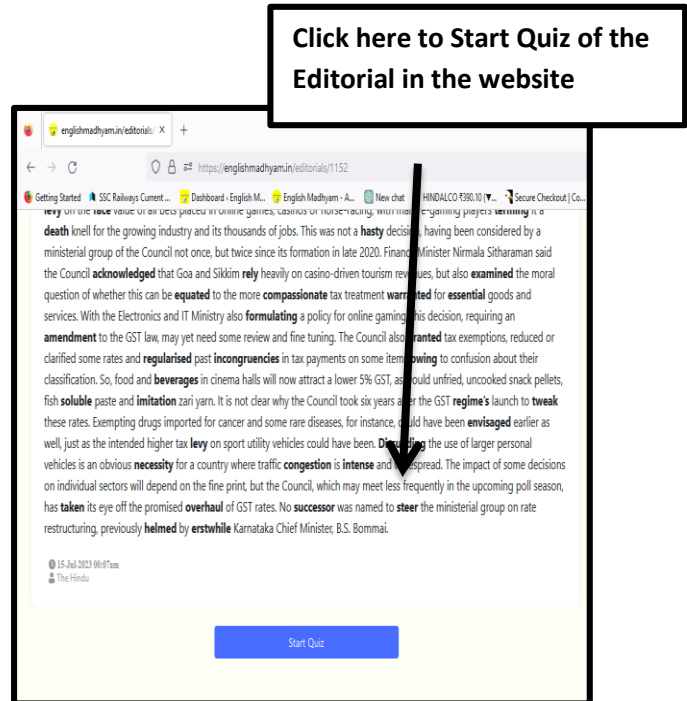 Click here to Start Quiz of the
Editorial in the website
englishmadhyam.in/editorials/
https://englishmadhyam.in/editorials/1152
Getting Started SSC Railways Current ... Dashboard ‹ English M... English Madhyam - A... New chat HINDALCO ₹390.10 (▼... Secure Checkout | Co...
levy on the face value of all bets placed in online games, casinos or horse-racing, with gaming players terming it a
death knell for the growing industry and its thousands of jobs. This was not a hasty decision, having been considered by a
ministerial group of the Council not once, but twice since its formation in late 2020. Finance Minister Nirmala Sitharaman said
the Council acknowledged that Goa and Sikkim rely heavily on casino-driven tourism revenues, but also examined the moral
question of whether this can be equated to the more compassionate tax treatment warranted for essential goods and
services. With the Electronics and IT Ministry also formulating a policy for online gaming, this decision, requiring an
amendment to the GST law, may yet need some review and fine tuning. The Council also granted tax exemptions, reduced or
clarified some rates and regularised past incongruencies in tax payments on some items owing to confusion about their
classification. So, food and beverages in cinema halls will now attract a lower 5% GST, as would unfried, uncooked snack pellets,
fish soluble paste and imitation zari yarn. It is not clear why the Council took six years after the GST regime's launch to tweak
these rates. Exempting drugs imported for cancer and some rare diseases, for instance, could have been envisaged earlier as
well, just as the intended higher tax levy on sport utility vehicles could have been. Dissuading the use of larger personal
vehicles is an obvious necessity for a country where traffic congestion is intense and widespread. The impact of some decisions
on individual sectors will depend on the fine print, but the Council, which may meet less frequently in the upcoming poll season,
has taken its eye off the promised overhaul of GST rates. No successor was named to steer the ministerial group on rate
restructuring, previously helmed by erstwhile Karnataka Chief Minister, B.S. Bommai.
15-Jul-2023 00:07am
The Hindu
Start Quiz